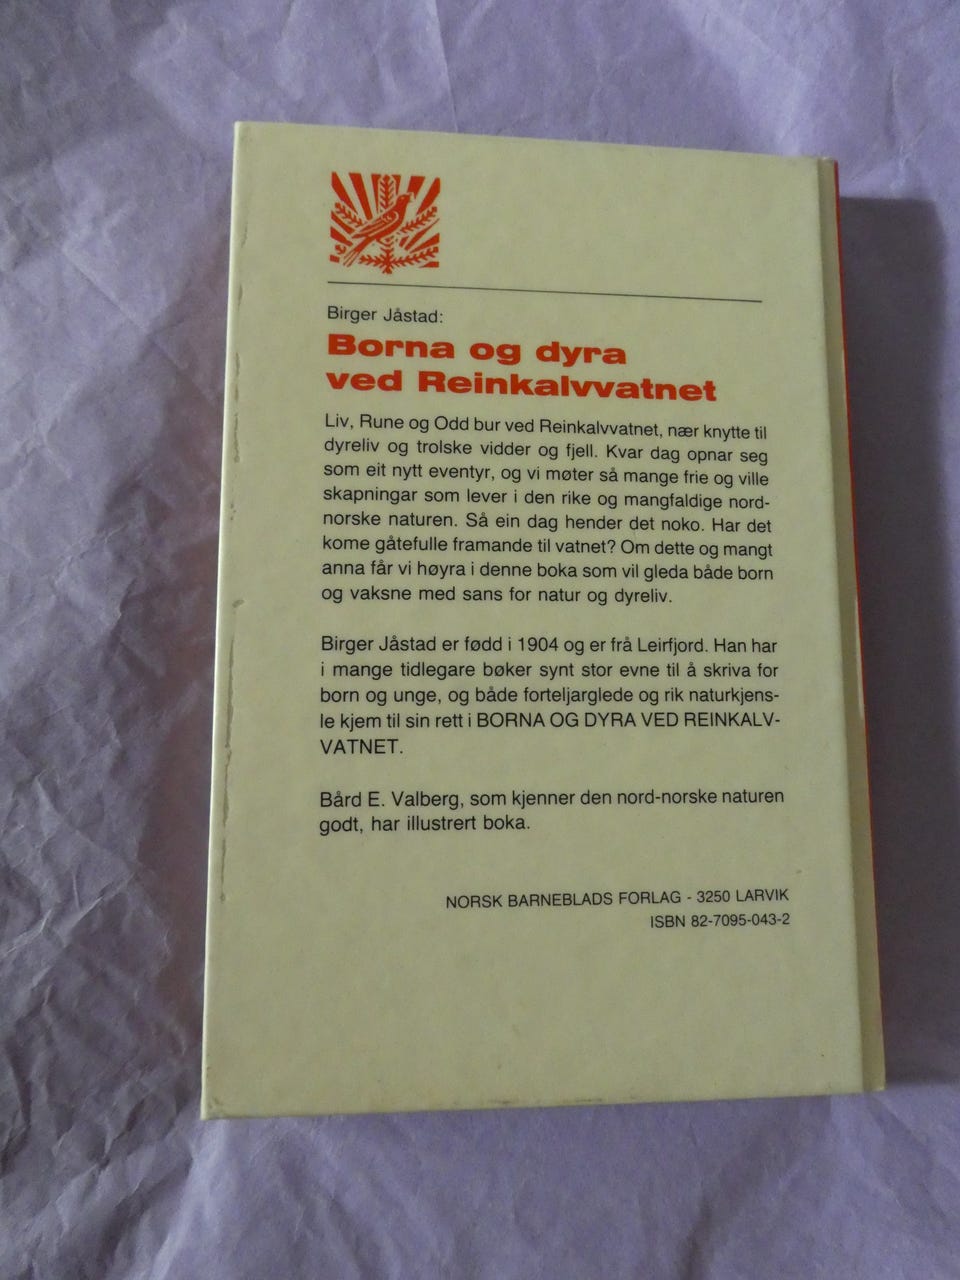 Birger Jåstad:
Borna og dyra
ved Reinkalvvatnet
Liv, Rune og Odd bur ved Reinkalvvatnet, nær knytte til
dyreliv og trolske vidder og fjell. Kvar dag opnar seg
som eit nytt eventyr, og vi møter så mange frie og ville
skapningar som lever i den rike og mangfaldige nord-
norske naturen. Så ein dag hender det noko. Har det
kome gåtefulle framande til vatnet? Om dette og mangt
anna får vi høyra i denne boka som vil gleda både born
og vaksne med sans for natur og dyreliv.
Birger Jåstad er fødd i 1904 og er frå Leirfjord. Han har
i mange tidlegare bøker synt stor evne til å skriva for
born og unge, og både forteljarglede og rik naturkjens-
le kjem til sin rett i BORNA OG DYRA VED REINKALV-
VATNET.
Bård E. Valberg, som kjenner den nord-norske naturen
godt, har illustrert boka.
NORSK BARNEBLADS FORLAG - 3250 LARVIK
ISBN 82-7095-043-2